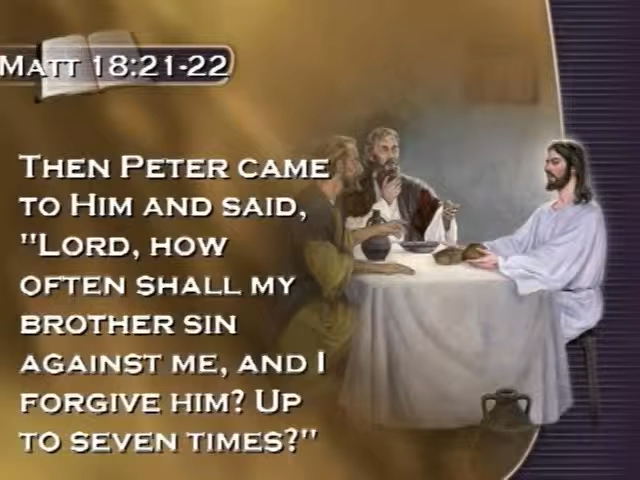 Matt 18:21-22
Then Peter came
to Him and said,
"Lord, how
often shall my
brother sin
against me, and I
forgive him? Up
to seven times?"